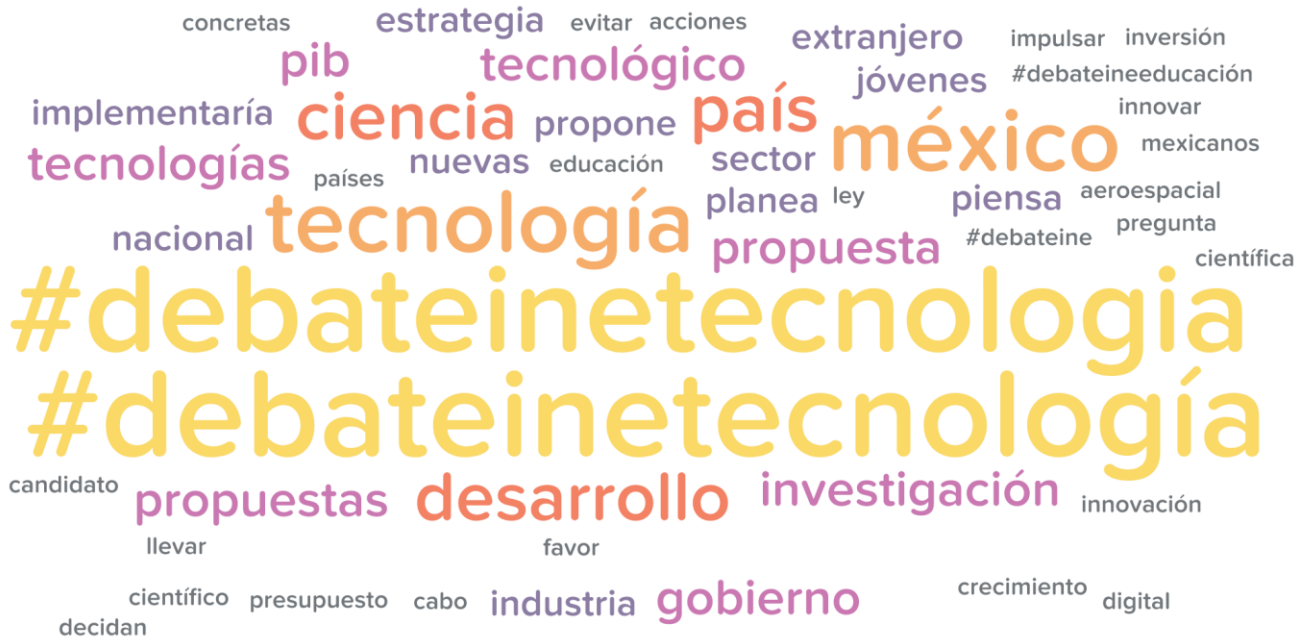 concretas estrategia evitar acciones
pib tecnológico extranjero impulsar inversión
jóvenes #debateineeducación
implementaría ciencia propone país méxico innovar
tecnologías países nuevas educación sector mexicanos
nacional tecnología planea ley piensa aeroespacial
propuesta #debateine pregunta
científica
#debateinetecnologia
#debateinetecnología
candidato propuestas desarrollo investigación innovación
llevar favor
científico presupuesto cabo industria gobierno crecimiento digital
decidan